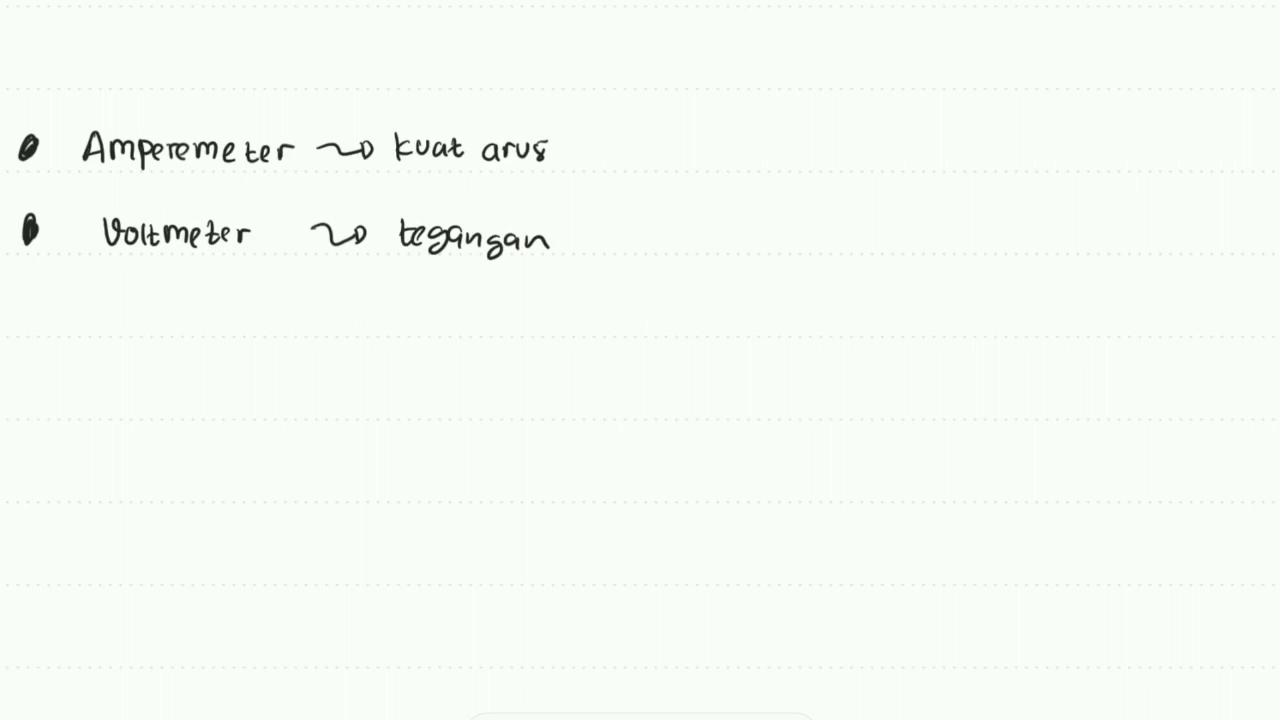 • Amperemeter ⤳ kuat arus
• Voltmeter ⤳ tegangan